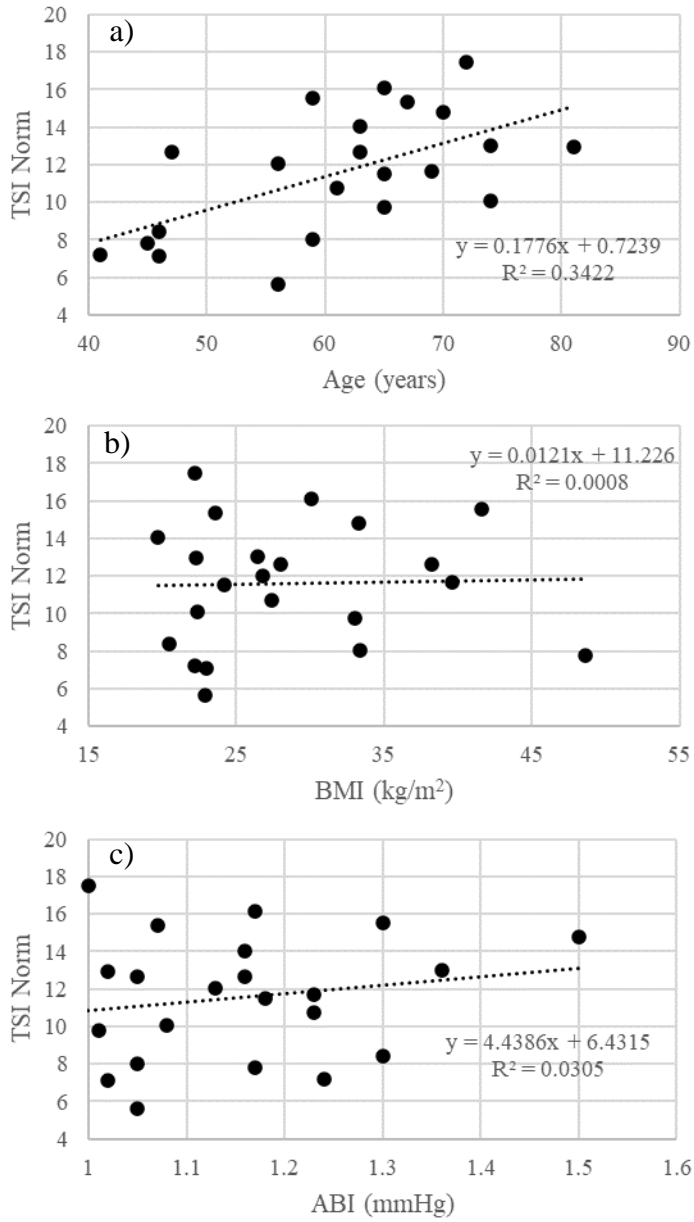 a)
20
18
16
14
12
10
8
6
4
TSI Norm
y = 0.1776x + 0.7239
R² = 0.3422
40 50 60 70 80 90
Age (years)
b)
20
18
16
14
12
10
8
6
4
TSI Norm
y = 0.0121x + 11.226
R² = 0.0008
15 25 35 45 55
BMI (kg/m²)
c)
20
18
16
14
12
10
8
6
4
TSI Norm
y = 4.4386x + 6.4315
R² = 0.0305
1 1.1 1.2 1.3 1.4 1.5 1.6
ABI (mmHg)